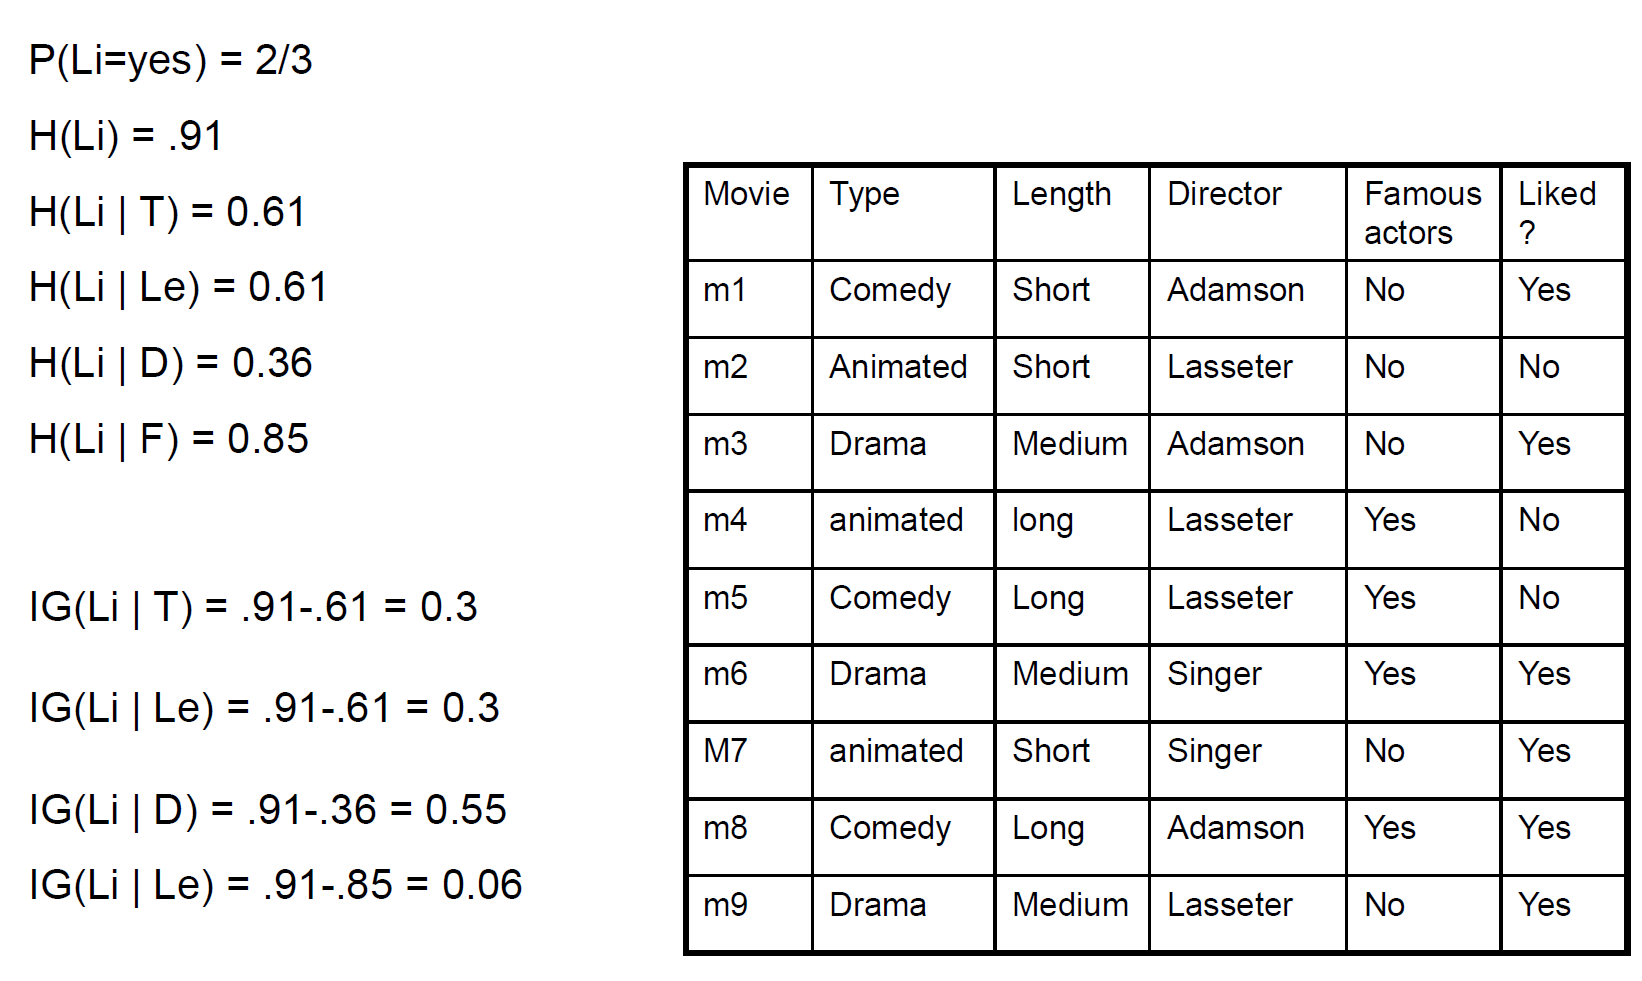 P(Li=yes) = 2/3
H(Li) = .91
H(Li | T) = 0.61
H(Li | Le) = 0.61
H(Li | D) = 0.36
H(Li | F) = 0.85
IG(Li | T) = .91-.61 = 0.3
IG(Li | Le) = .91-.61 = 0.3
IG(Li | D) = .91-.36 = 0.55
IG(Li | Le) = .91-.85 = 0.06
Movie Type Length Director Famous actors Liked ?
m1 Comedy Short Adamson No Yes
m2 Animated Short Lasseter No No
m3 Drama Medium Adamson No Yes
m4 animated long Lasseter Yes No
m5 Comedy Long Lasseter Yes No
m6 Drama Medium Singer Yes Yes
M7 animated Short Singer No Yes
m8 Comedy Long Adamson Yes Yes
m9 Drama Medium Lasseter No Yes